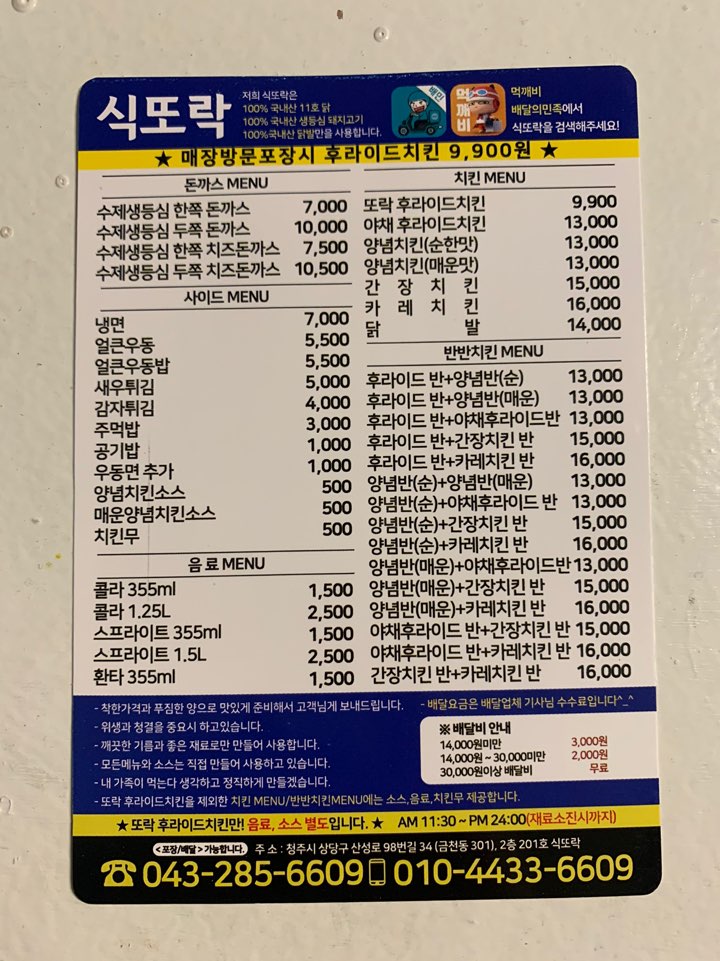 식또락
저희 식또락은
100% 국내산 11호 닭
100% 국내산 생등심 돼지고기
100%국내산 닭발만을 사용합니다.
배민
먹깨비
먹깨비
배달의민족에서
식또락을 검색해주세요!
★ 매장방문포장시 후라이드치킨 9,900원 ★
돈까스 MENU
수제생등심 한쪽 돈까스 7,000
수제생등심 두쪽 돈까스 10,000
수제생등심 한쪽 치즈돈까스 7,500
수제생등심 두쪽 치즈돈까스 10,500
사이드 MENU
냉면 7,000
얼큰우동 5,500
얼큰우동밥 5,500
새우튀김 5,000
감자튀김 4,000
주먹밥 3,000
공기밥 1,000
우동면 추가 1,000
양념치킨소스 500
매운양념치킨소스 500
치킨무 500
음료 MENU
콜라 355ml 1,500
콜라 1.25L 2,500
스프라이트 355ml 1,500
스프라이트 1.5L 2,500
환타 355ml 1,500
치킨 MENU
또락 후라이드치킨 9,900
야채 후라이드치킨 13,000
양념치킨(순한맛) 13,000
양념치킨(매운맛) 13,000
간 장 치 킨 15,000
카 레 치 킨 16,000
닭 발 14,000
반반치킨 MENU
후라이드 반+양념반(순) 13,000
후라이드 반+양념반(매운) 13,000
후라이드 반+야채후라이드반 13,000
후라이드 반+간장치킨 반 15,000
후라이드 반+카레치킨 반 16,000
양념반(순)+양념반(매운) 13,000
양념반(순)+야채후라이드 반 13,000
양념반(순)+간장치킨 반 15,000
양념반(순)+카레치킨 반 16,000
양념반(매운)+야채후라이드반 13,000
양념반(매운)+간장치킨 반 15,000
양념반(매운)+카레치킨 반 16,000
야채후라이드 반+간장치킨 반 15,000
야채후라이드 반+카레치킨 반 16,000
간장치킨 반+카레치킨 반 16,000
- 착한가격과 푸짐한 양으로 맛있게 준비해서 고객님게 보내드립니다.
- 위생과 청결을 중요시 하고있습니다.
- 깨끗한 기름과 좋은 재료로만 만들어 사용합니다.
- 모든메뉴와 소스는 직접 만들어 사용하고 있습니다.
- 내 가족이 먹는다 생각하고 정직하게 만들겠습니다.
- 또락 후라이드치킨을 제외한 치킨 MENU/반반치킨MENU에는 소스,음료,치킨무 제공합니다.
- 배달요금은 배달업체 기사님 수수료입니다^_^
※ 배달비 안내
14,000원미만 3,000원
14,000원 ~ 30,000미만 2,000원
30,000원이상 배달비 무료
★또락 후라이드치킨만! 음료, 소스 별도입니다. ★ AM 11:30 ~ PM 24:00(재료소진시까지)
<포장/배달>가능합니다. 주 소 : 청주시 상당구 산성로 98번길 34 (금천동 301), 2층 201호 식또락
☎043-285-6609 010-4433-6609